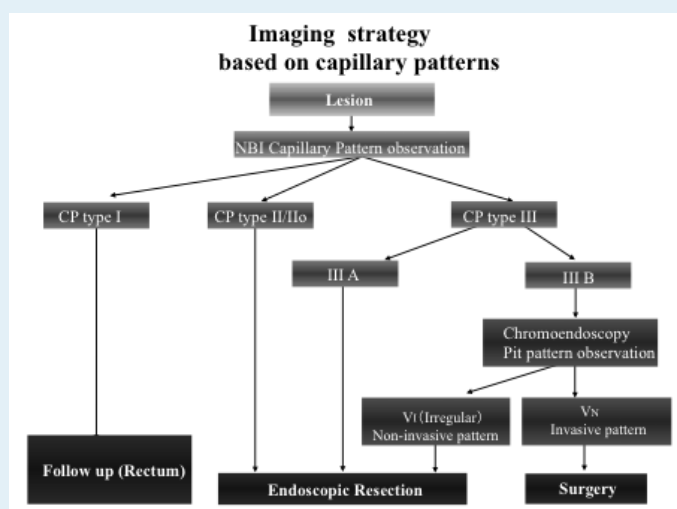 Imaging strategy
based on capillary patterns
Lesion
NBI Capillary Pattern observation
CP type I
CP type II/IIo
CP type III
III A
III B
Chromoendoscopy
Pit pattern observation
VI (Irregular)
Non-invasive pattern
VN
Invasive pattern
Follow up (Rectum)
Endoscopic Resection
Surgery